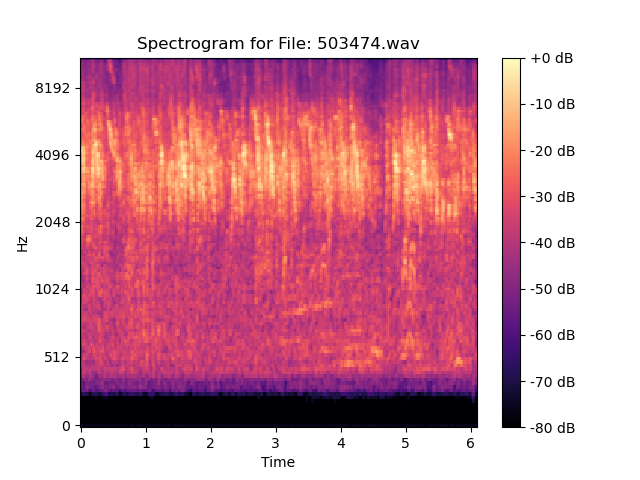 Spectrogram for File: 503474.wav
Hz
8192
4096
2048
1024
512
0
0 1 2 3 4 5 6
Time
+0 dB
-10 dB
-20 dB
-30 dB
-40 dB
-50 dB
-60 dB
-70 dB
-80 dB